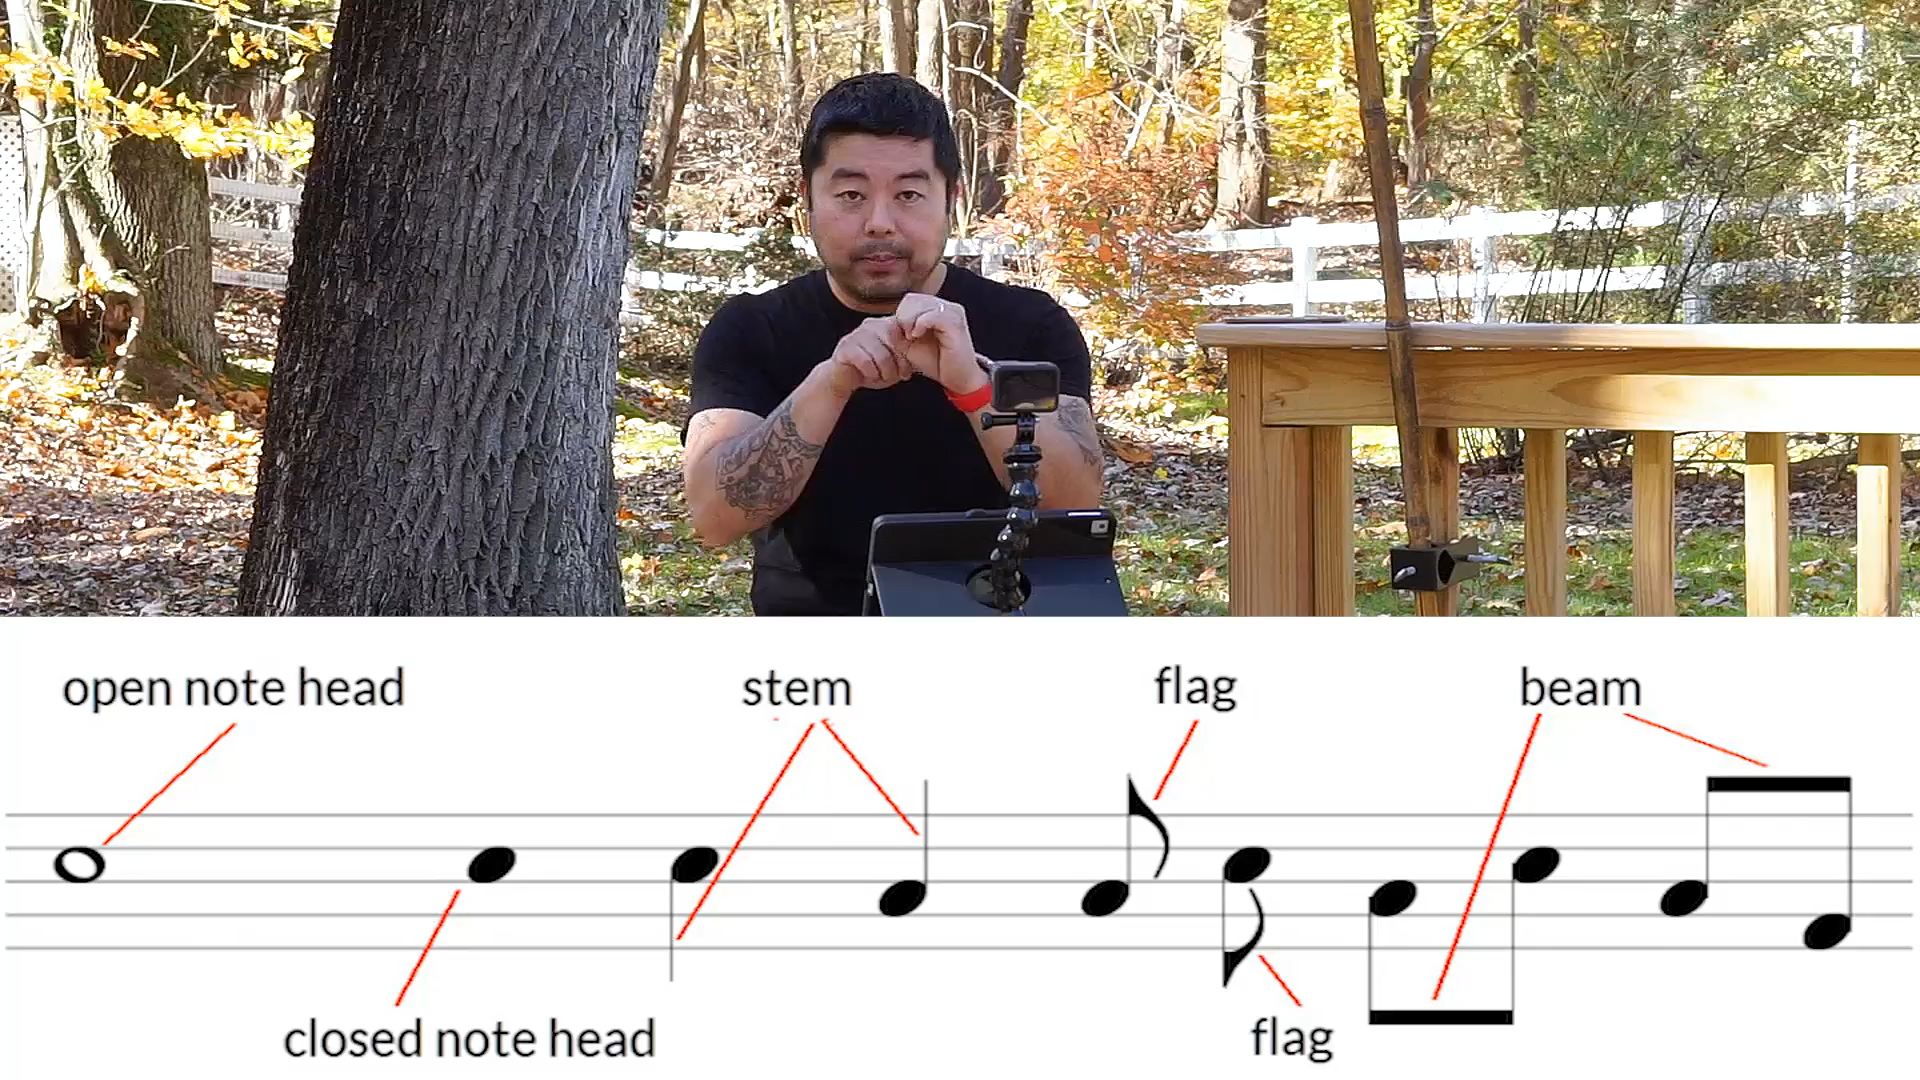 open note head
stem
flag
beam
closed note head
flag